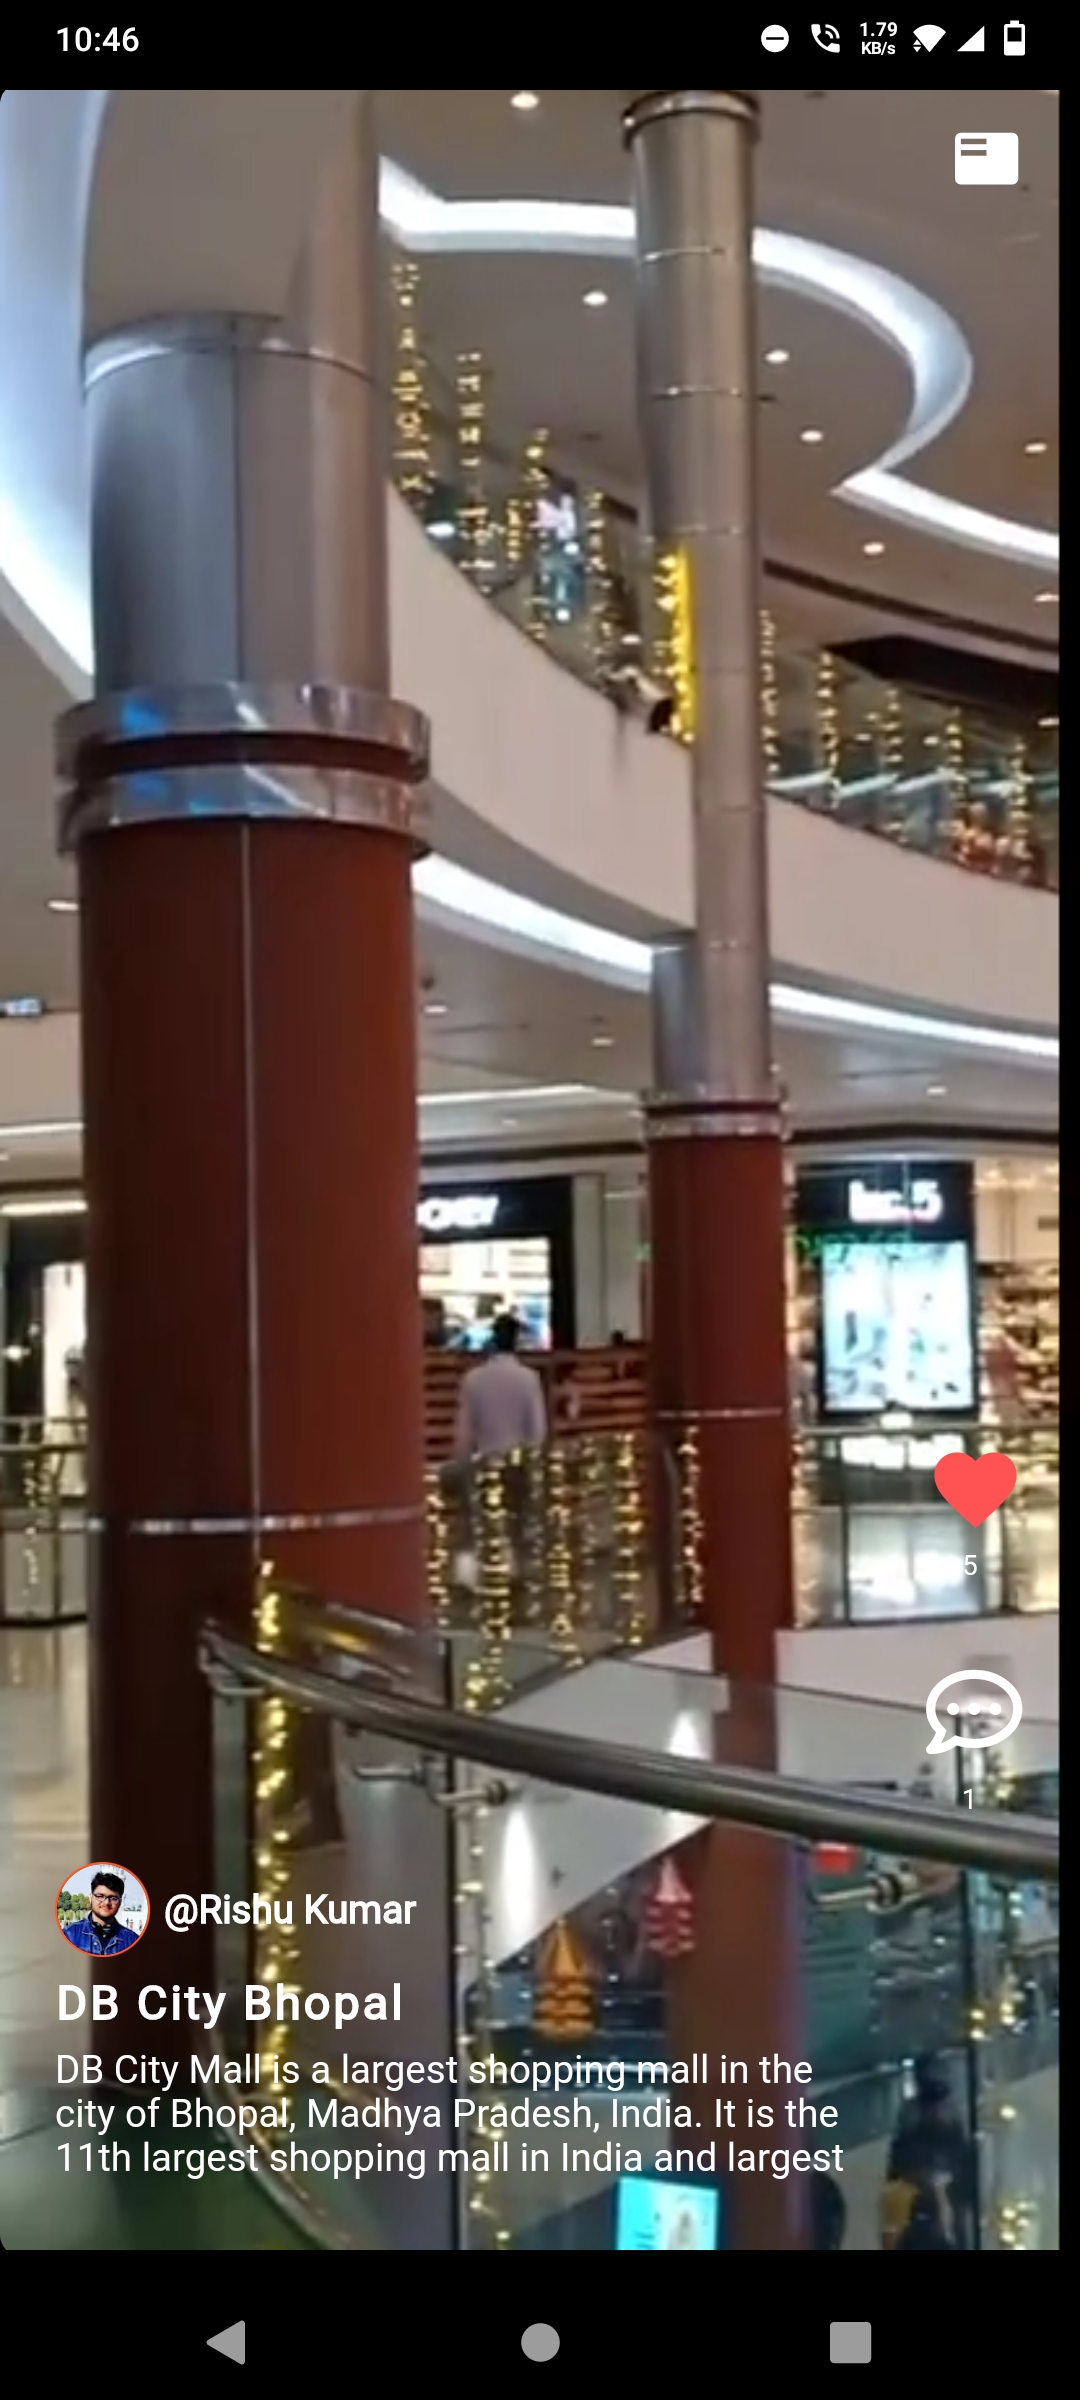 10:46
1.79
KB/s
5
1
@Rishu Kumar
DB City Bhopal
DB City Mall is a largest shopping mall in the
city of Bhopal, Madhya Pradesh, India. It is the
11th largest shopping mall in India and largest